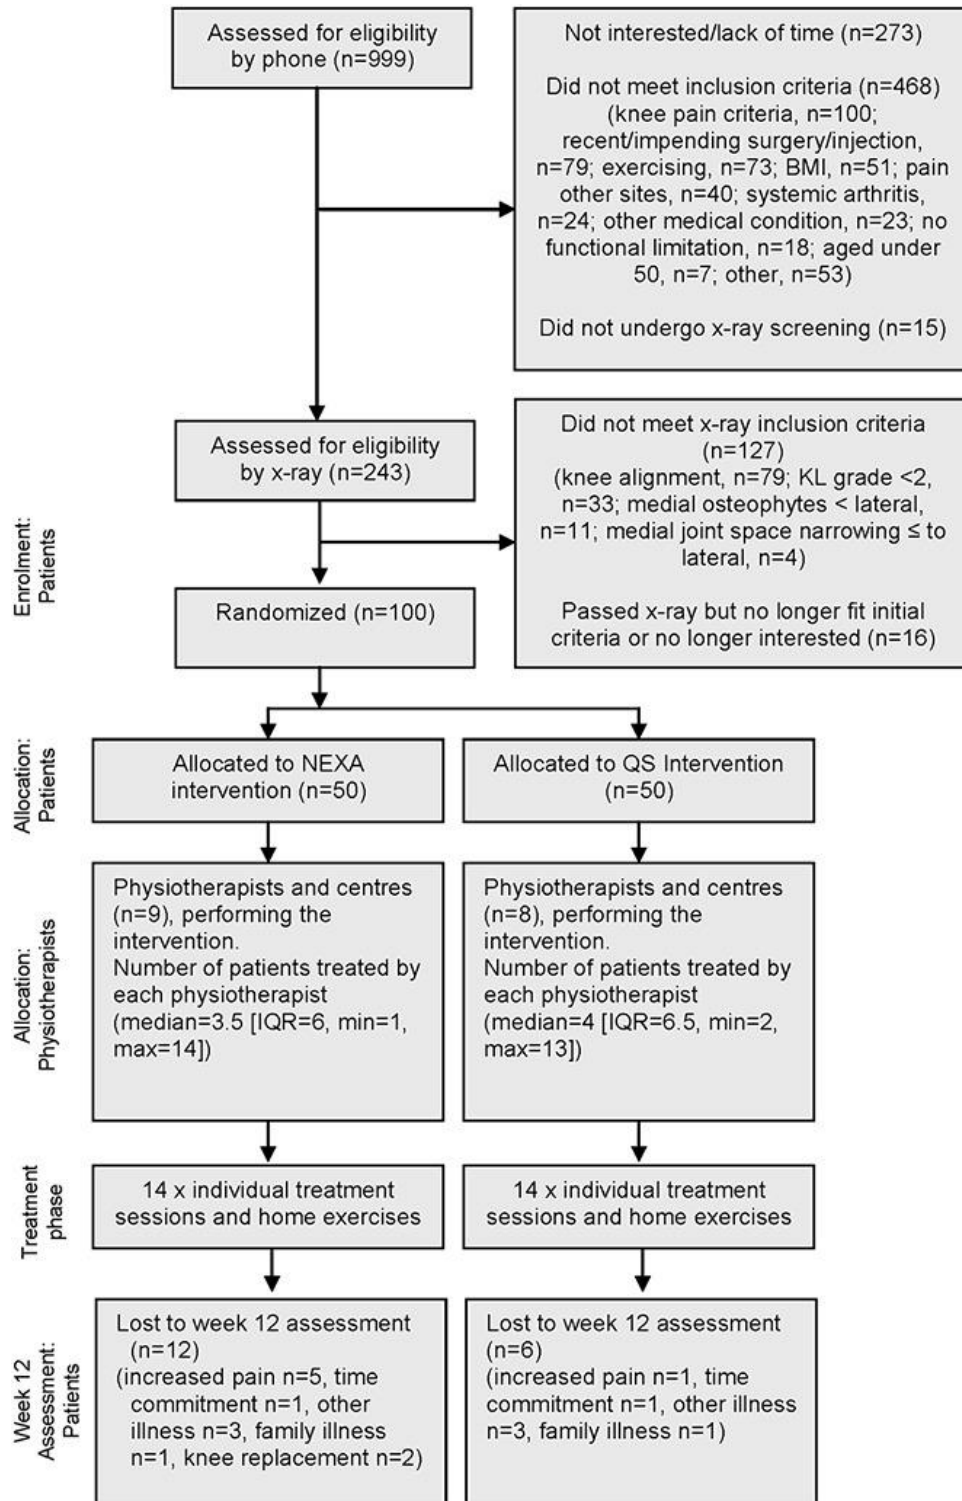 Assessed for eligibility
by phone (n=999)
Not interested/lack of time (n=273)
Did not meet inclusion criteria (n=468)
(knee pain criteria, n=100;
recent/impending surgery/injection,
n=79; exercising, n=73; BMI, n=51; pain
other sites, n=40; systemic arthritis,
n=24; other medical condition, n=23; no
functional limitation, n=18; aged under
50, n=7; other, n=53)
Did not undergo x-ray screening (n=15)
Enrolment:
Patients
Assessed for eligibility
by x-ray (n=243)
Did not meet x-ray inclusion criteria
(n=127)
(knee alignment, n=79; KL grade <2,
n=33; medial osteophytes < lateral,
n=11; medial joint space narrowing ≤ to
lateral, n=4)
Passed x-ray but no longer fit initial
criteria or no longer interested (n=16)
Randomized (n=100)
Allocation:
Patients
Allocated to NEXA
intervention (n=50)
Allocated to QS Intervention
(n=50)
Allocation:
Physiotherapists
Physiotherapists and centres
(n=9), performing the
intervention.
Number of patients treated by
each physiotherapist
(median=3.5 [IQR=6, min=1,
max=14])
Physiotherapists and centres
(n=8), performing the
intervention.
Number of patients treated by
each physiotherapist
(median=4 [IQR=6.5, min=2,
max=13])
Treatment
phase
14 x individual treatment
sessions and home exercises
14 x individual treatment
sessions and home exercises
Week 12
Assessment:
Patients
Lost to week 12 assessment
(n=12)
(increased pain n=5, time
commitment n=1, other
illness n=3, family illness
n=1, knee replacement n=2)
Lost to week 12 assessment
(n=6)
(increased pain n=1, time
commitment n=1, other illness
n=3, family illness n=1)